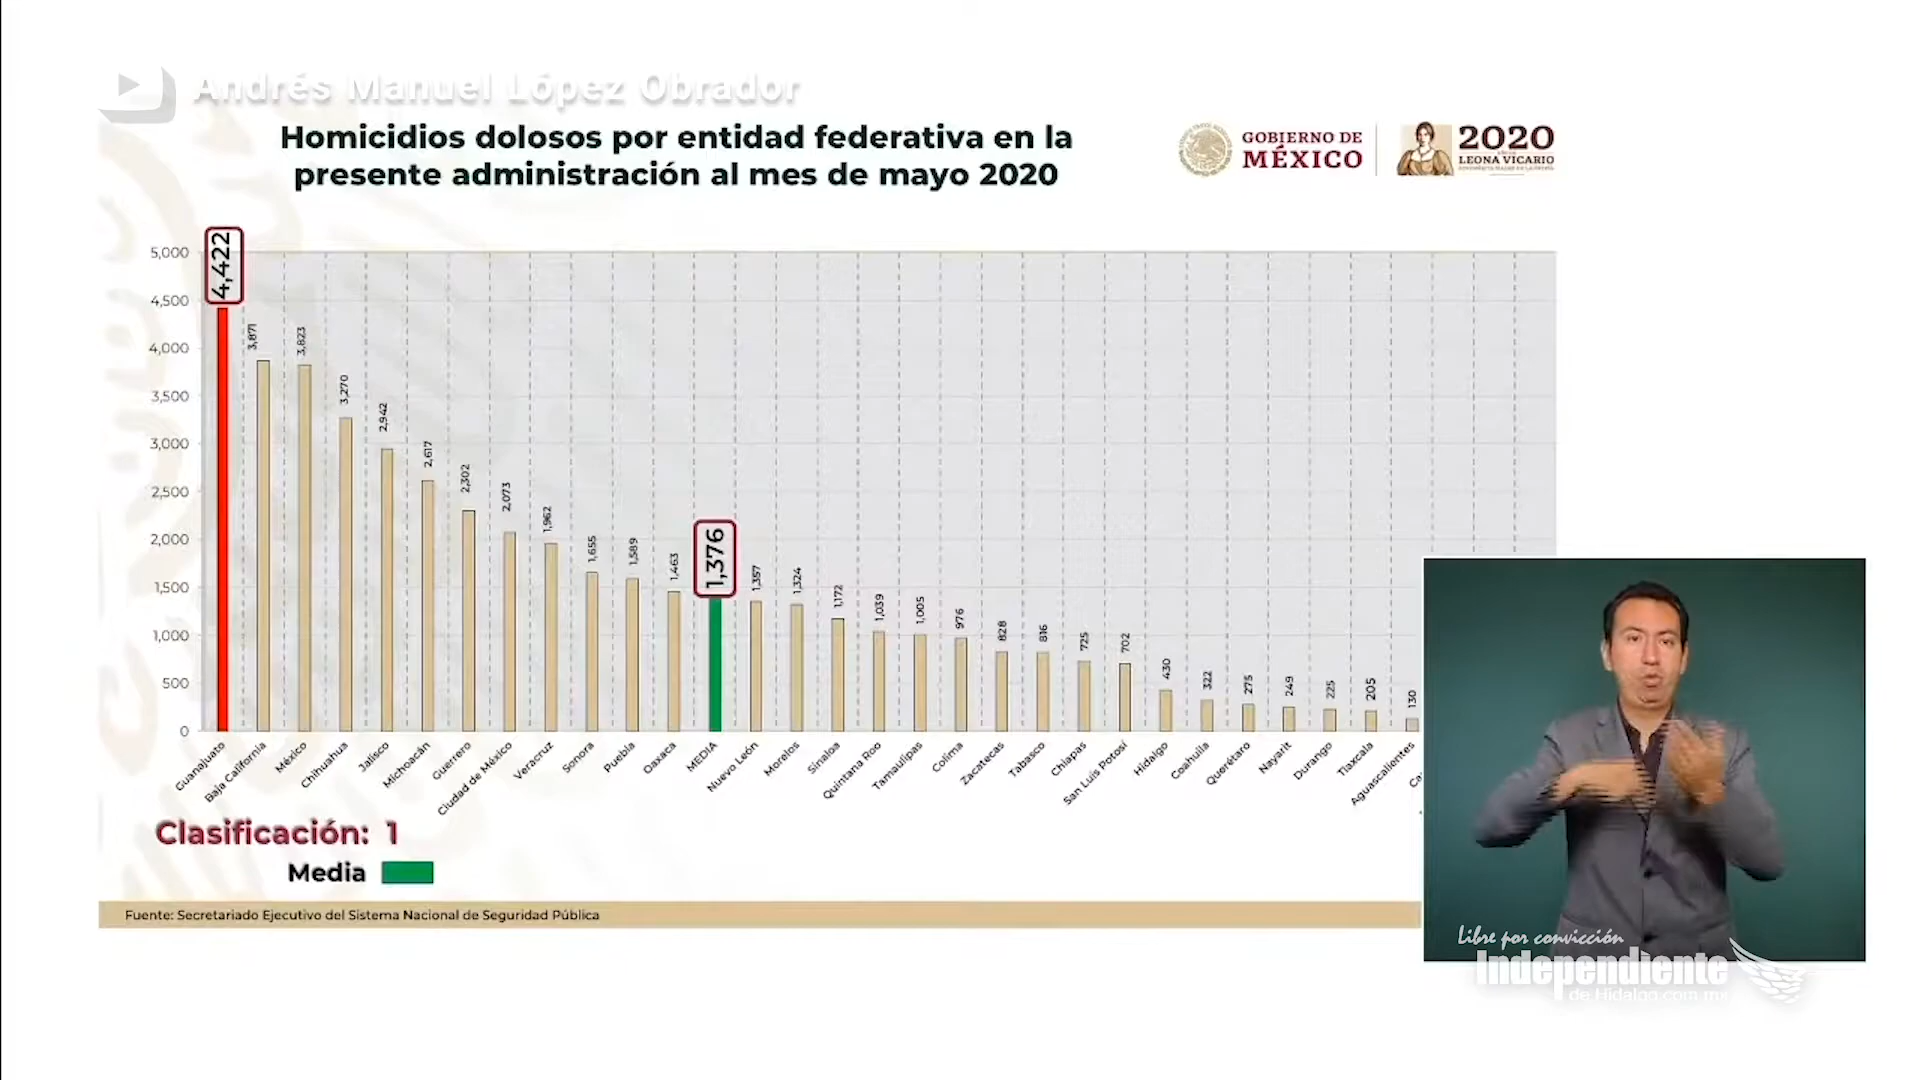 Andrés Manuel López Obrador
Homicidios dolosos por entidad federativa en la
presente administración al mes de mayo 2020
GOBIERNO DE
MÉXICO
2020
LEONA VICARIO
5,000
4,500
4,000
3,500
3,000
2,500
2,000
1,500
1,000
500
0
4,422
3,871
3,823
3,270
2,942
2,617
2,302
2,073
1,962
1,655
1,589
1,463
1,376
1,357
1,324
1,172
1,039
1,005
976
828
816
725
702
430
322
275
249
225
205
130
Guanajuato
Baja California
México
Chihuahua
Jalisco
Michoacán
Guerrero
Ciudad de México
Veracruz
Sonora
Puebla
Oaxaca
MEDIA
Nuevo León
Morelos
Sinaloa
Quintana Roo
Tamaulipas
Colima
Zacatecas
Tabasco
Chiapas
San Luis Potosí
Hidalgo
Coahuila
Querétaro
Nayarit
Durango
Tlaxcala
Aguascalientes
Clasificación: 1
Media
Fuente: Secretariado Ejecutivo del Sistema Nacional de Seguridad Pública
Libre por convicción
Independiente
de Hidalgo.com.mx